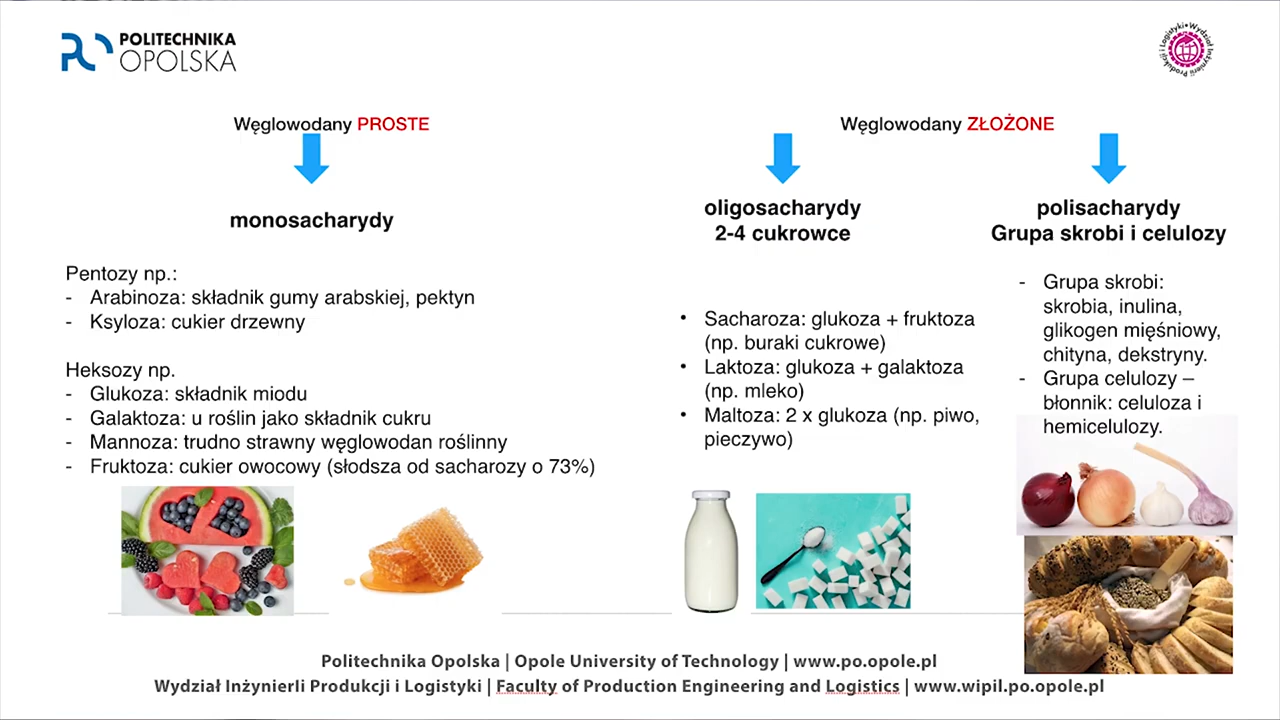 POLITECHNIKA
OPOLSKA
Wydział Inżynierii Produkcji i Logistyki
Węglowodany PROSTE
monosacharydy
Pentozy np.:
- Arabinoza: składnik gumy arabskiej, pektyn
- Ksyloza: cukier drzewny
Heksozy np.
- Glukoza: składnik miodu
- Galaktoza: u roślin jako składnik cukru
- Mannoza: trudno strawny węglowodan roślinny
- Fruktoza: cukier owocowy (słodsza od sacharozy o 73%)
Węglowodany ZŁOŻONE
oligosacharydy
2-4 cukrowce
• Sacharoza: glukoza + fruktoza
(np. buraki cukrowe)
• Laktoza: glukoza + galaktoza
(np. mleko)
• Maltoza: 2 x glukoza (np. piwo,
pieczywo)
polisacharydy
Grupa skrobi i celulozy
- Grupa skrobi:
skrobia, inulina,
glikogen mięśniowy,
chityna, dekstryny.
- Grupa celulozy –
błonnik: celuloza i
hemicelulozy.
Politechnika Opolska | Opole University of Technology | www.po.opole.pl
Wydział InżynierIi Produkcji i Logistyki | Faculty of Production Engineering and Logistics | www.wipil.po.opole.pl